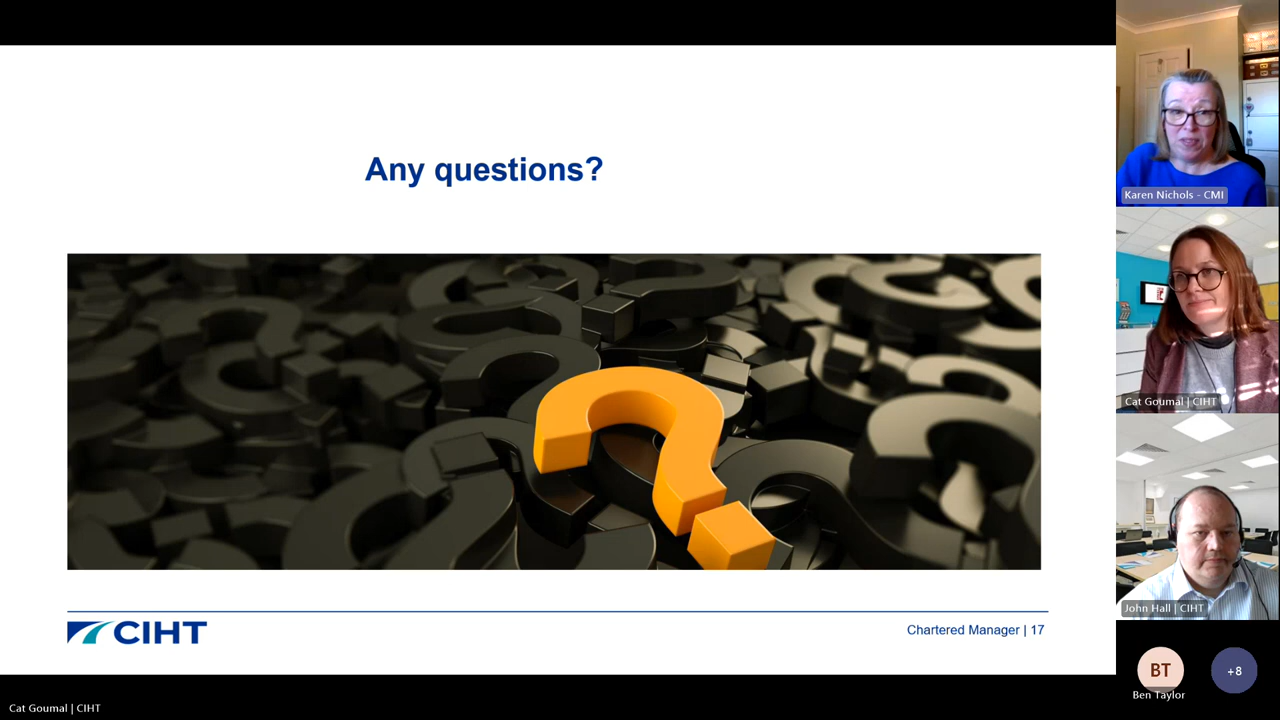 Any questions?
CIHT
Chartered Manager | 17
Karen Nichols - CMI
Cat Goumal | CIHT
John Hall | CIHT
BT
+8
Ben Taylor
Cat Goumal | CIHT